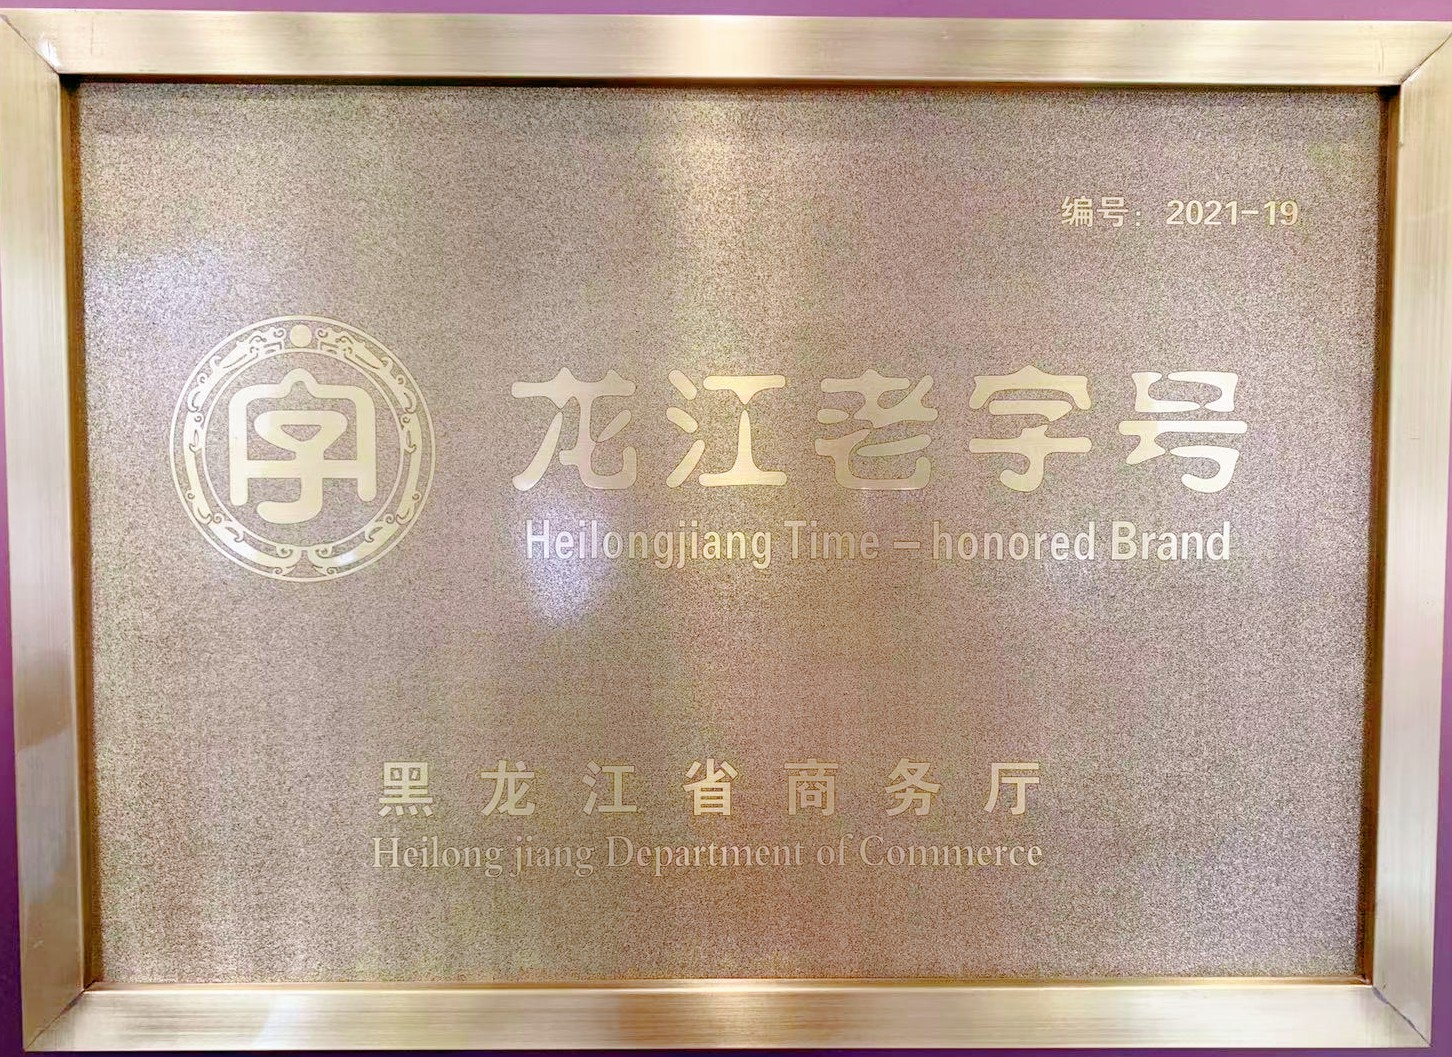 编号：2021-19
字
龙江老字号
Heilongjiang Time – honored Brand
黑龙江省商务厅
Heilong jiang Department of Commerce